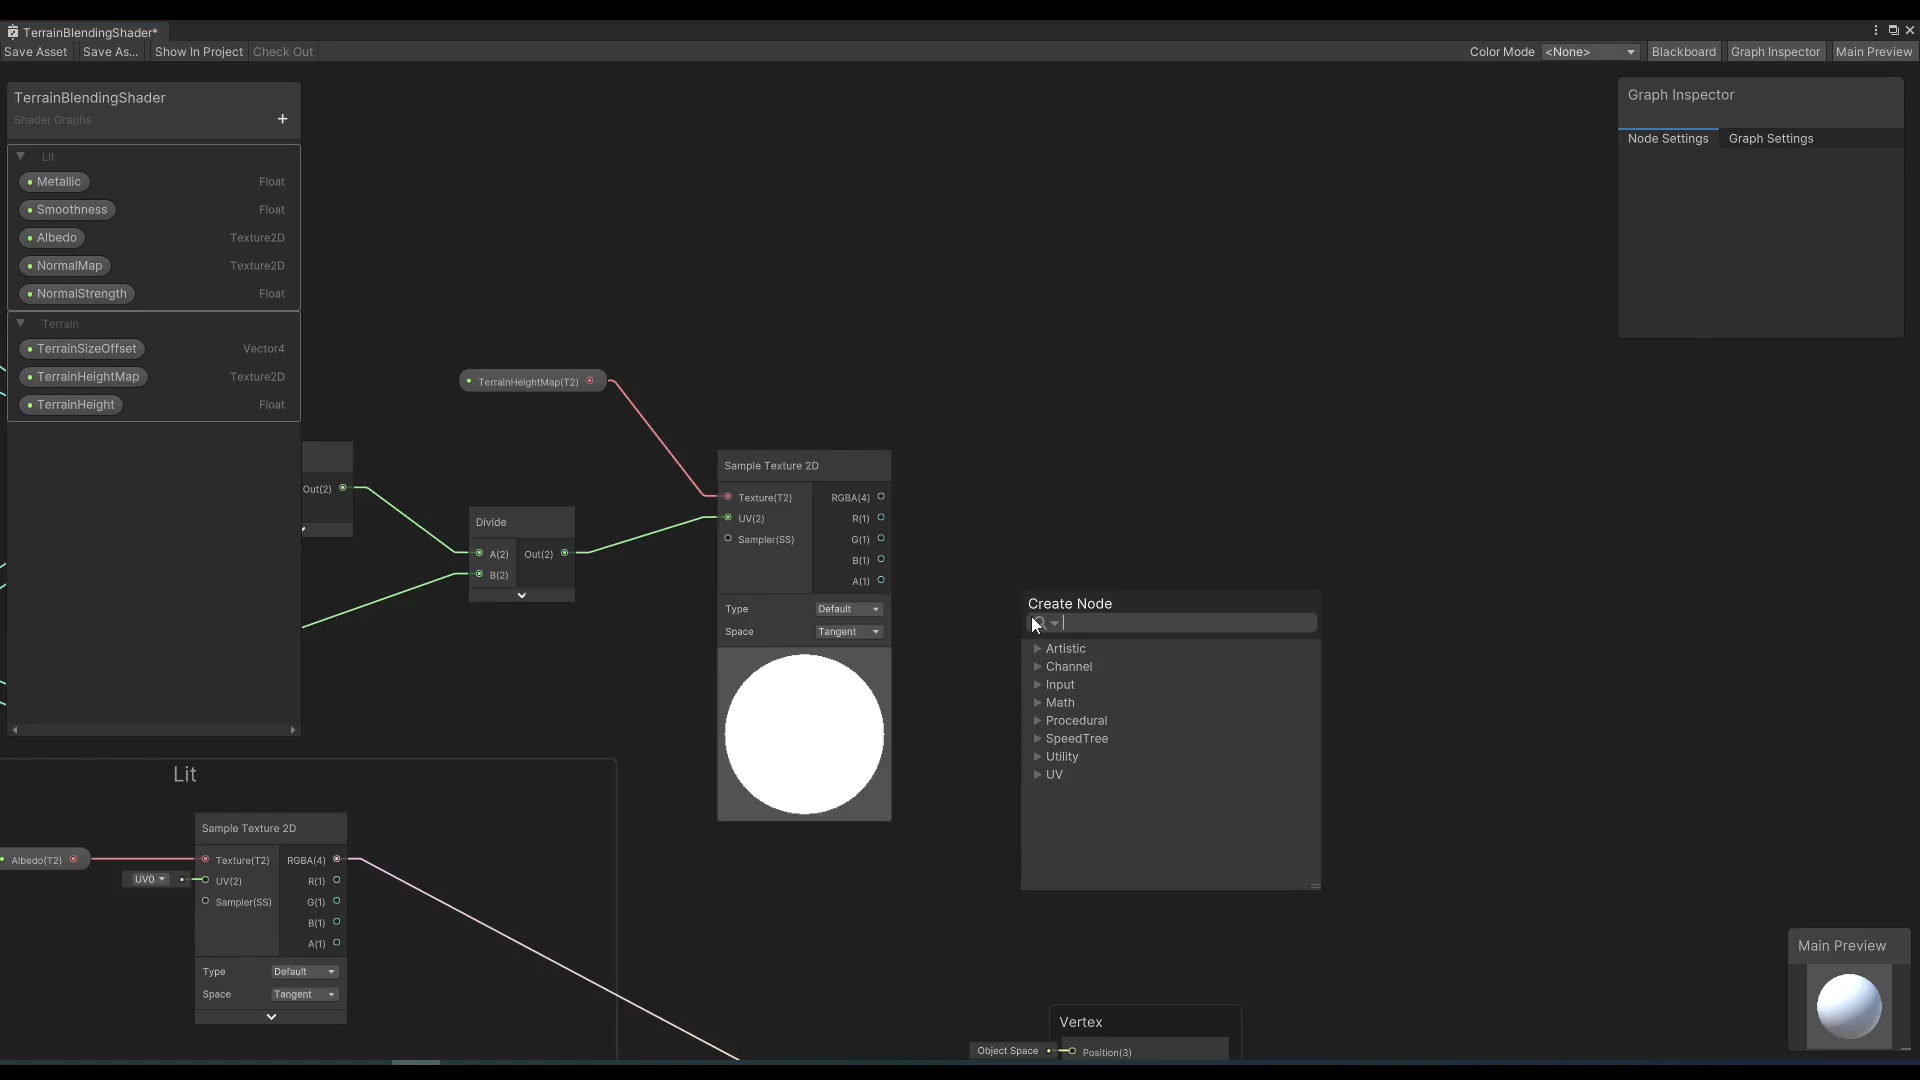 TerrainBlendingShader*
Save Asset Save As... Show In Project Check Out
Color Mode <None> Blackboard Graph Inspector Main Preview
TerrainBlendingShader
Shader Graphs
+
Lit
Metallic Float
Smoothness Float
Albedo Texture2D
NormalMap Texture2D
NormalStrength Float
Terrain
TerrainSizeOffset Vector4
TerrainHeightMap Texture2D
TerrainHeight Float
Graph Inspector
Node Settings Graph Settings
TerrainHeightMap(T2)
Out(2)
Divide
A(2) Out(2)
B(2)
Sample Texture 2D
Texture(T2) RGBA(4)
UV(2) R(1)
Sampler(SS) G(1)
B(1)
A(1)
Type Default
Space Tangent
Create Node
Artistic
Channel
Input
Math
Procedural
SpeedTree
Utility
UV
Lit
Sample Texture 2D
Albedo(T2) Texture(T2) RGBA(4)
UV0 UV(2) R(1)
Sampler(SS) G(1)
B(1)
A(1)
Type Default
Space Tangent
Vertex
Object Space Position(3)
Main Preview